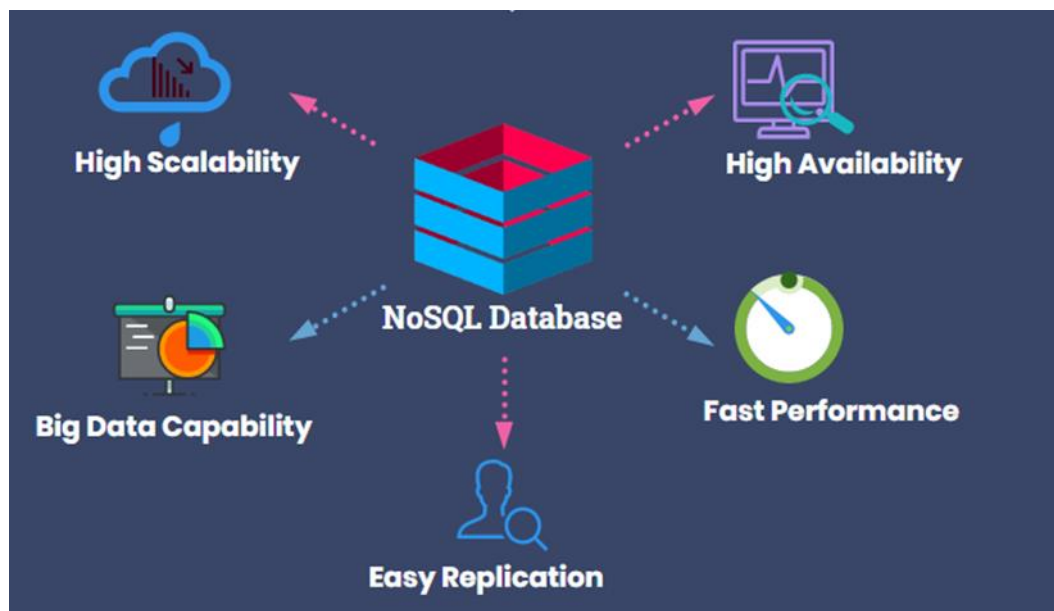 High Scalability
High Availability
NoSQL Database
Big Data Capability
Fast Performance
Easy Replication